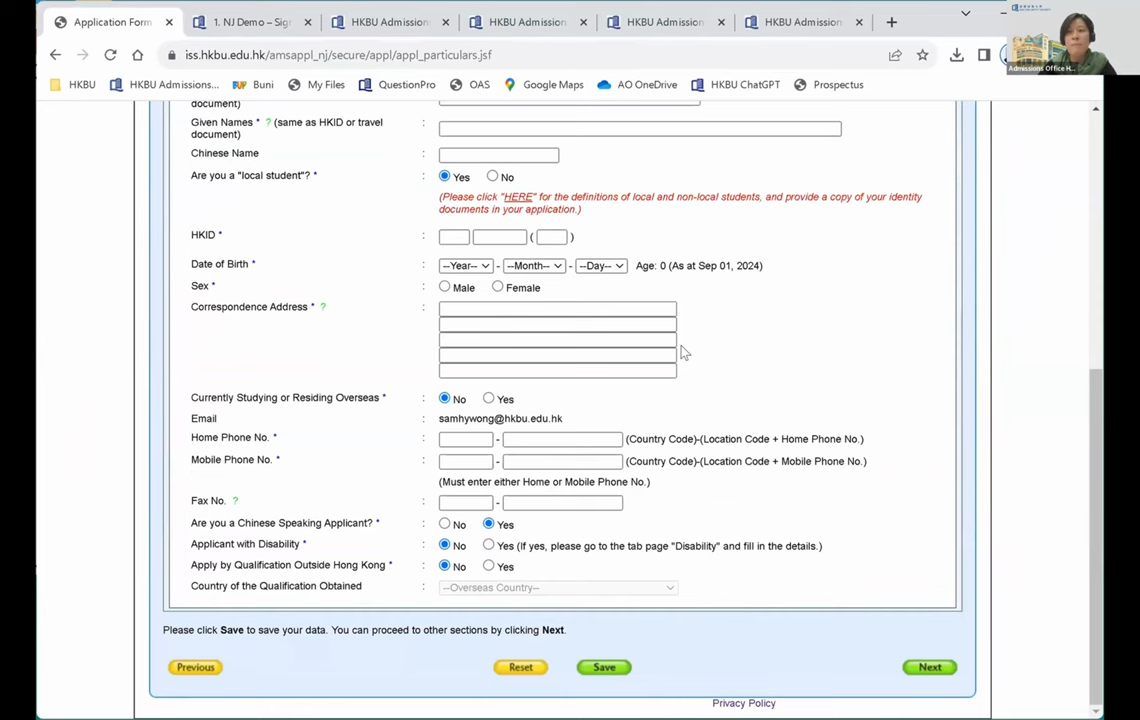 Application Form
1. NJ Demo – Sig
HKBU Admission
HKBU Admission
HKBU Admission
HKBU Admission
iss.hkbu.edu.hk/amsappl_nj/secure/appl/appl_particulars.jsf
Admissions Office H...
HKBU
HKBU Admissions...
Buni
My Files
QuestionPro
OAS
Google Maps
AO OneDrive
HKBU ChatGPT
Prospectus
document)
Given Names * ? (same as HKID or travel
document)
:
Chinese Name :
Are you a "local student"? * : Yes No
(Please click "HERE" for the definitions of local and non-local students, and provide a copy of your identity
documents in your application.)
HKID * : ( )
Date of Birth * : --Year-- - --Month-- - --Day-- Age: 0 (As at Sep 01, 2024)
Sex * : Male Female
Correspondence Address * ? :
Currently Studying or Residing Overseas * : No Yes
Email : samhywong@hkbu.edu.hk
Home Phone No. * : - (Country Code)-(Location Code + Home Phone No.)
Mobile Phone No. * : - (Country Code)-(Location Code + Mobile Phone No.)
(Must enter either Home or Mobile Phone No.)
Fax No. ? : -
Are you a Chinese Speaking Applicant? * : No Yes
Applicant with Disability * : No Yes (If yes, please go to the tab page "Disability" and fill in the details.)
Apply by Qualification Outside Hong Kong * : No Yes
Country of the Qualification Obtained : --Overseas Country--
Please click Save to save your data. You can proceed to other sections by clicking Next.
Previous
Reset
Save
Next
Privacy Policy